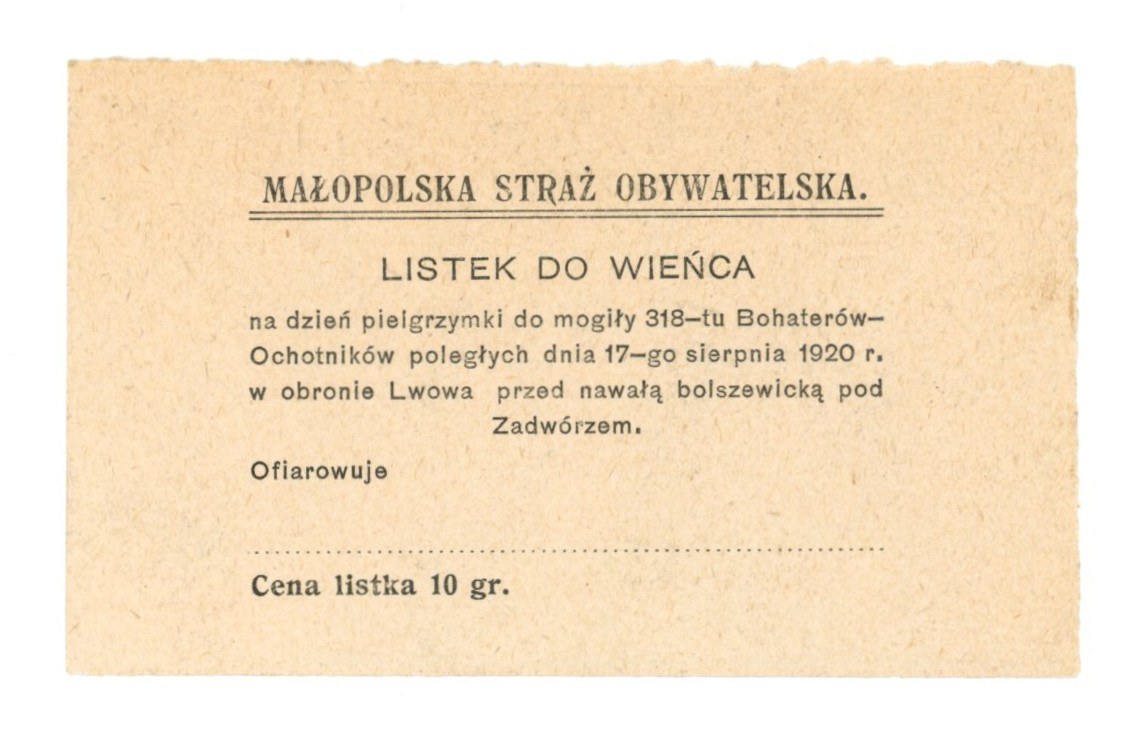 MAŁOPOLSKA STRAŻ OBYWATELSKA.
LISTEK DO WIEŃCA
na dzień pielgrzymki do mogiły 318–tu Bohaterów–
Ochotników poległych dnia 17–go sierpnia 1920 r.
w obronie Lwowa przed nawałą bolszewicką pod
Zadwórzem.
Ofiarowuje
Cena listka 10 gr.